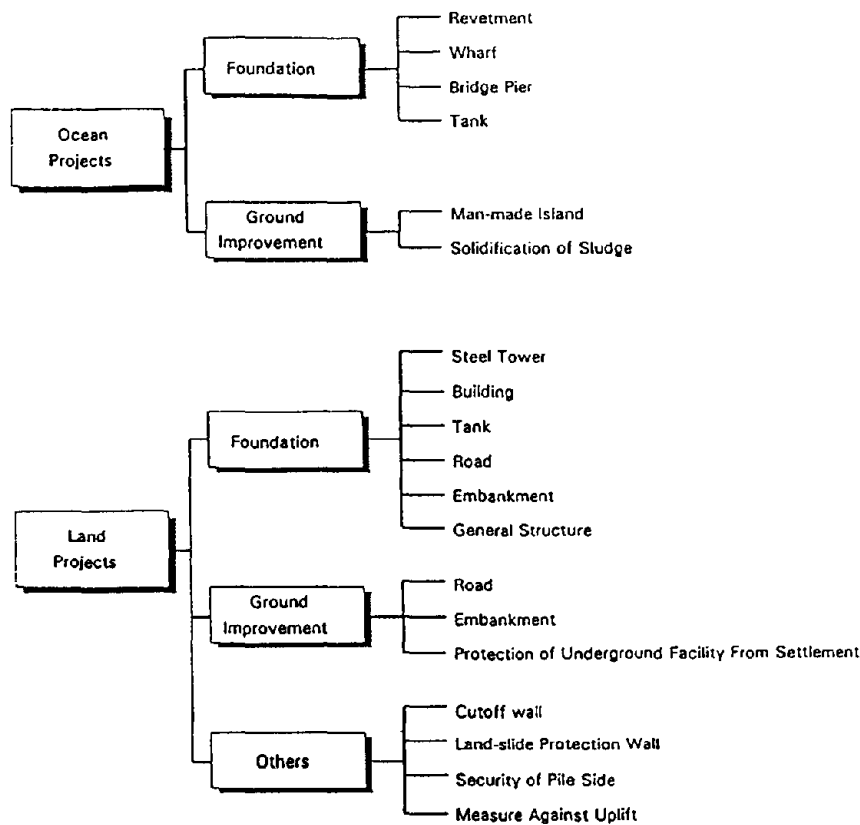 Ocean
Projects
Foundation
Revetment
Wharf
Bridge Pier
Tank
Ground
Improvement
Man-made Island
Solidification of Sludge
Land
Projects
Foundation
Steel Tower
Building
Tank
Road
Embankment
General Structure
Ground
Improvement
Road
Embankment
Protection of Underground Facility From Settlement
Others
Cutoff wall
Land-slide Protection Wall
Security of Pile Side
Measure Against Uplift